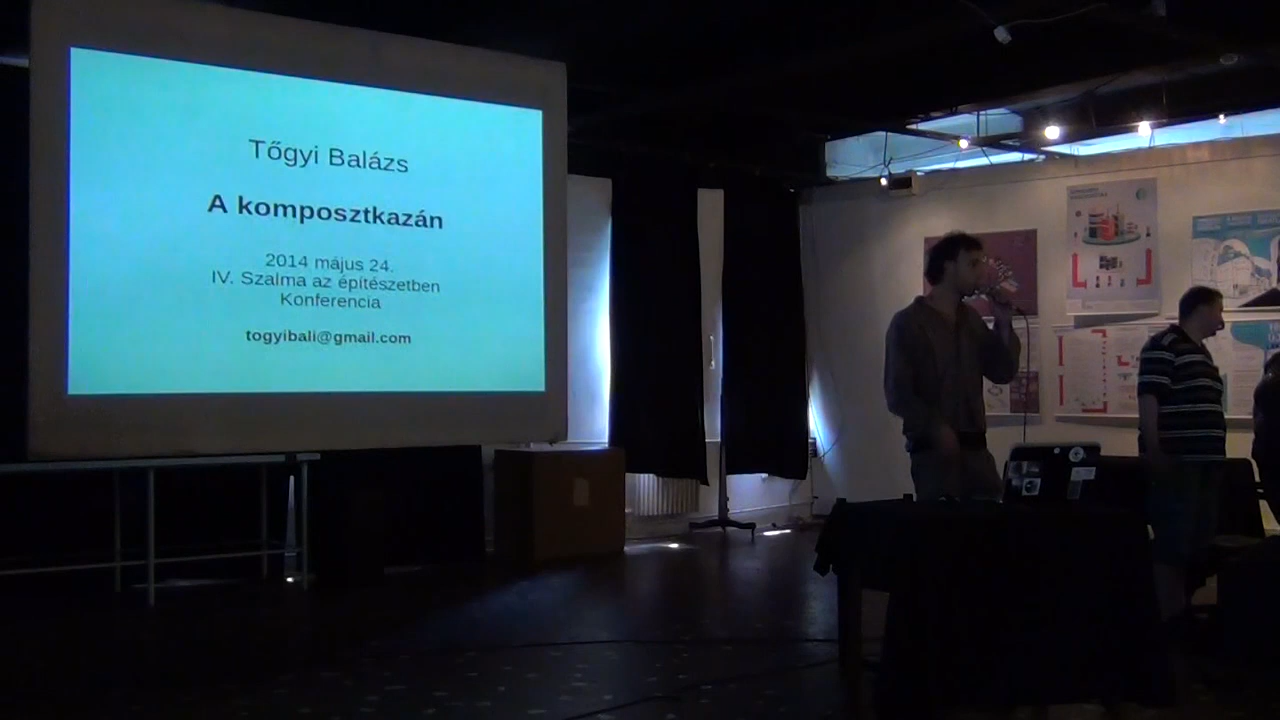 Tőgyi Balázs
A komposztkazán
2014 május 24.
IV. Szalma az építészetben
Konferencia
togyibali@gmail.com